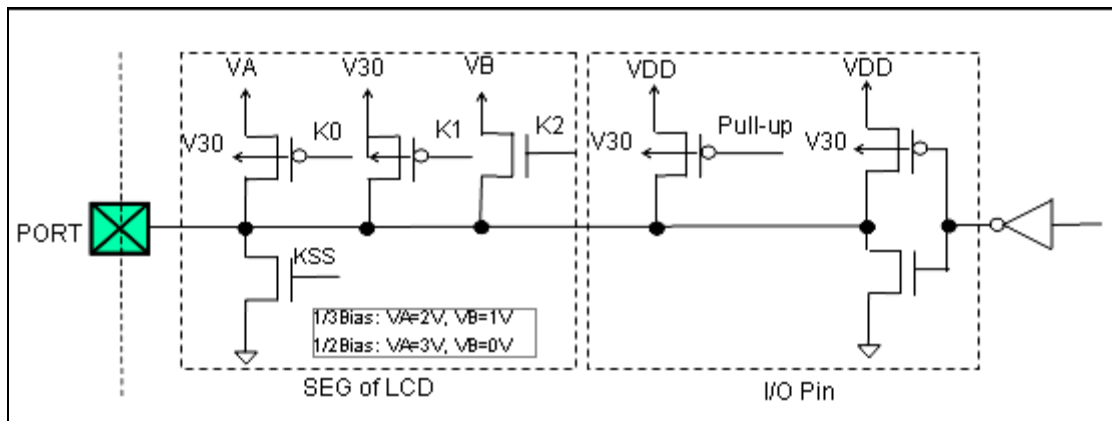 VA
V30
VB
VDD
VDD
V30
K0
K1
K2
V30
Pull-up
V30
PORT
KSS
1/3Bias: VA=2V, VB=1V
1/2Bias: VA=3V, VB=0V
SEG of LCD
I/O Pin